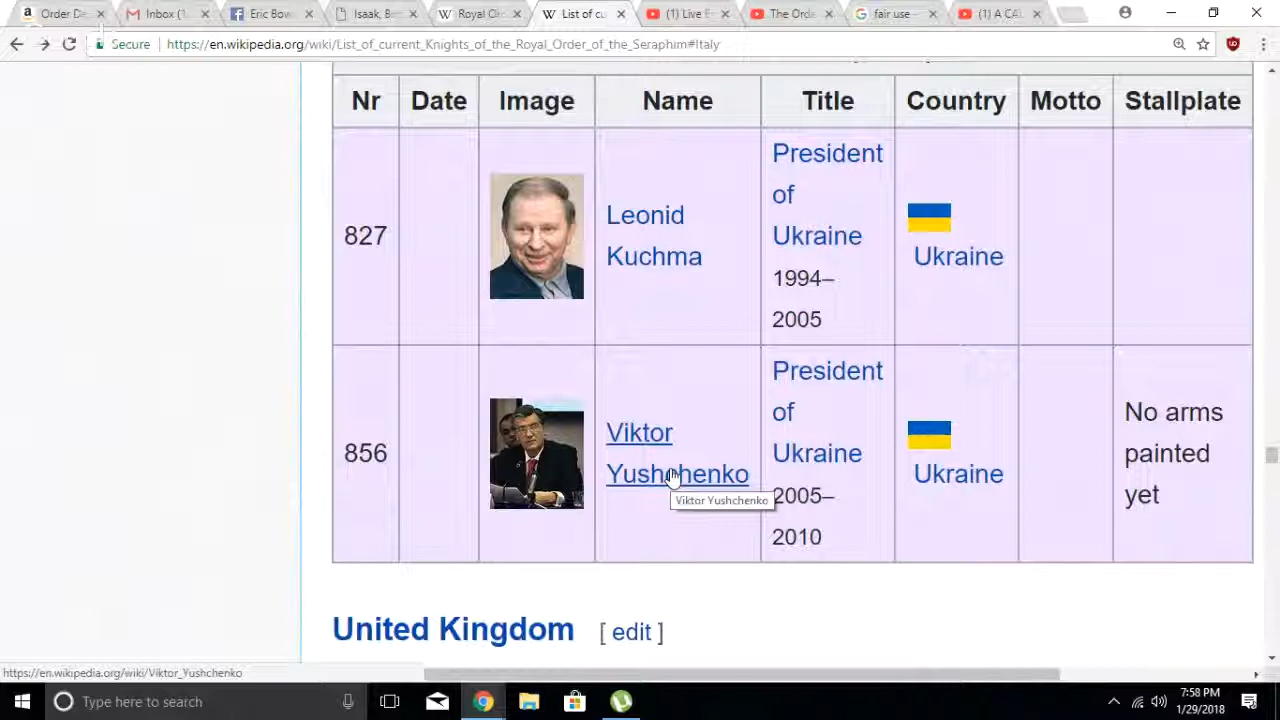 Order De
Inbox (1
Eric Bow
Isaak, B
Royal O
List of cu
(1) Live E
The Ord
fair use –
(1) A CA
Secure
https://en.wikipedia.org/wiki/List_of_current_Knights_of_the_Royal_Order_of_the_Seraphim#Italy
Nr Date Image Name Title Country Motto Stallplate
827
Leonid
Kuchma
President
of
Ukraine
1994–
2005
Ukraine
856
Viktor
Yushchenko
President
of
Ukraine
2005–
2010
Ukraine
No arms
painted
yet
Viktor Yushchenko
United Kingdom [ edit ]
https://en.wikipedia.org/wiki/Viktor_Yushchenko
Type here to search
7:58 PM
1/29/2018